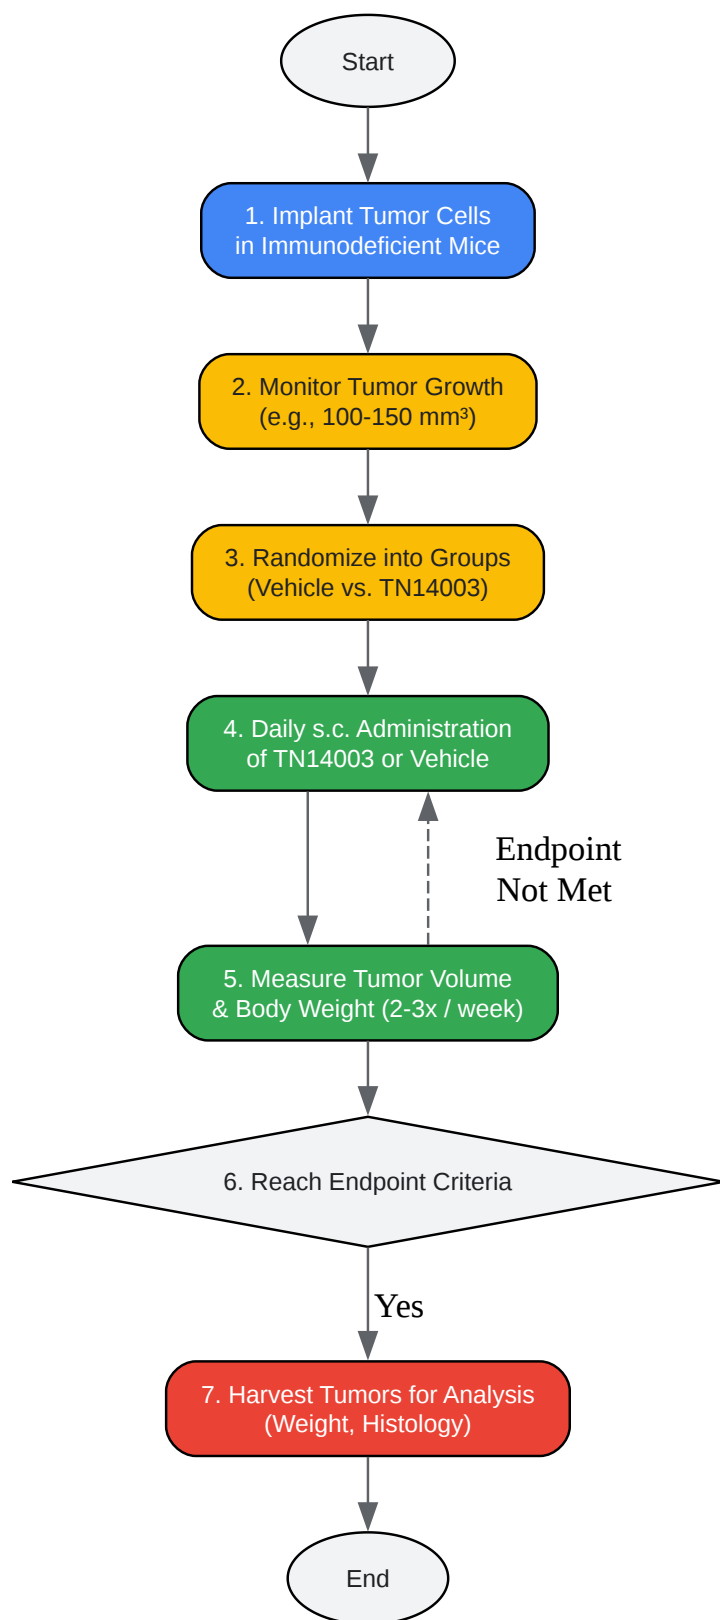 Start
1. Implant Tumor Cells
in Immunodeficient Mice
2. Monitor Tumor Growth
(e.g., 100-150 mm³)
3. Randomize into Groups
(Vehicle vs. TN14003)
4. Daily s.c. Administration
of TN14003 or Vehicle
Endpoint
Not Met
5. Measure Tumor Volume
& Body Weight (2-3x / week)
6. Reach Endpoint Criteria
Yes
7. Harvest Tumors for Analysis
(Weight, Histology)
End